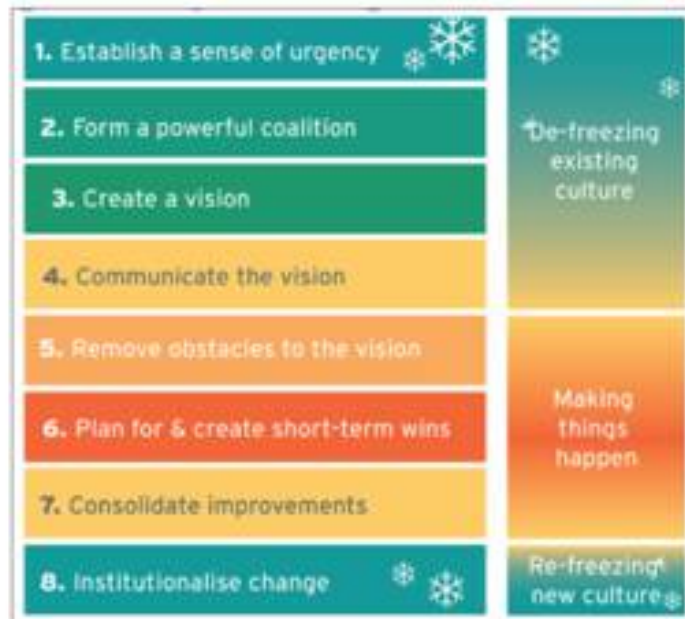 1. Establish a sense of urgency
2. Form a powerful coalition
3. Create a vision
4. Communicate the vision
5. Remove obstacles to the vision
6. Plan for & create short-term wins
7. Consolidate improvements
8. Institutionalise change
De-freezing
existing
culture
Making
things
happen
Re-freezing
new culture